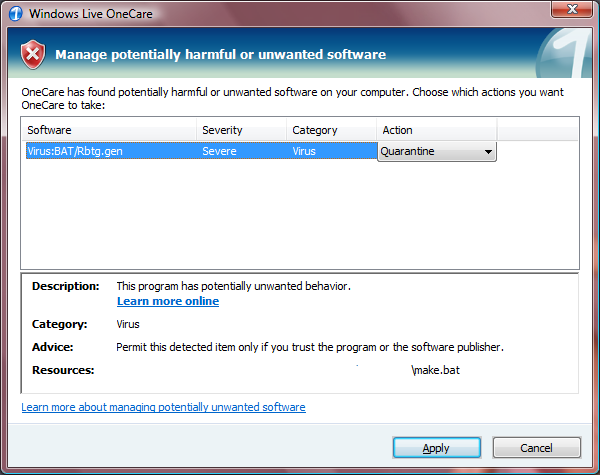 Windows Live OneCare
Manage potentially harmful or unwanted software
OneCare has found potentially harmful or unwanted software on your computer. Choose which actions you want
OneCare to take:
Software Severity Category Action
Virus:BAT/Rbtg.gen Severe Virus Quarantine
Description: This program has potentially unwanted behavior.
Learn more online
Category: Virus
Advice: Permit this detected item only if you trust the program or the software publisher.
Resources: \make.bat
Learn more about managing potentially unwanted software
Apply Cancel